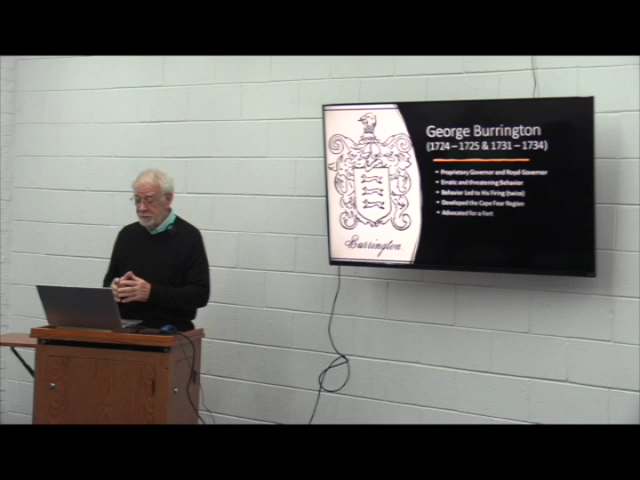 George Burrington
(1724 – 1725 & 1731 – 1734)
• Proprietary Governor and Royal Governor
• Erratic and threatening Behavior
• Behavior Led to His Firing (twice)
• Developed the Cape Fear Region
• Advocated for a Fort
Burrington